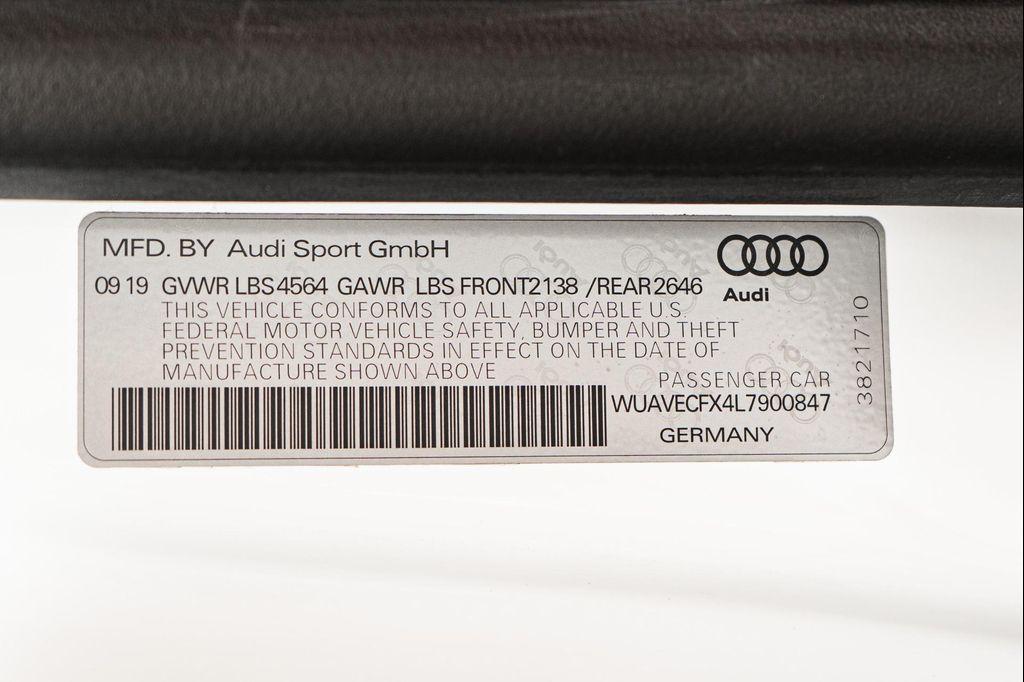 MFD. BY Audi Sport GmbH
09 19 GVWR LBS 4564 GAWR LBS FRONT 2138 /REAR 2646
THIS VEHICLE CONFORMS TO ALL APPLICABLE U.S.
FEDERAL MOTOR VEHICLE SAFETY, BUMPER AND THEFT
PREVENTION STANDARDS IN EFFECT ON THE DATE OF
MANUFACTURE SHOWN ABOVE
Audi
PASSENGER CAR
WUAVECFX4L7900847
GERMANY
3821710